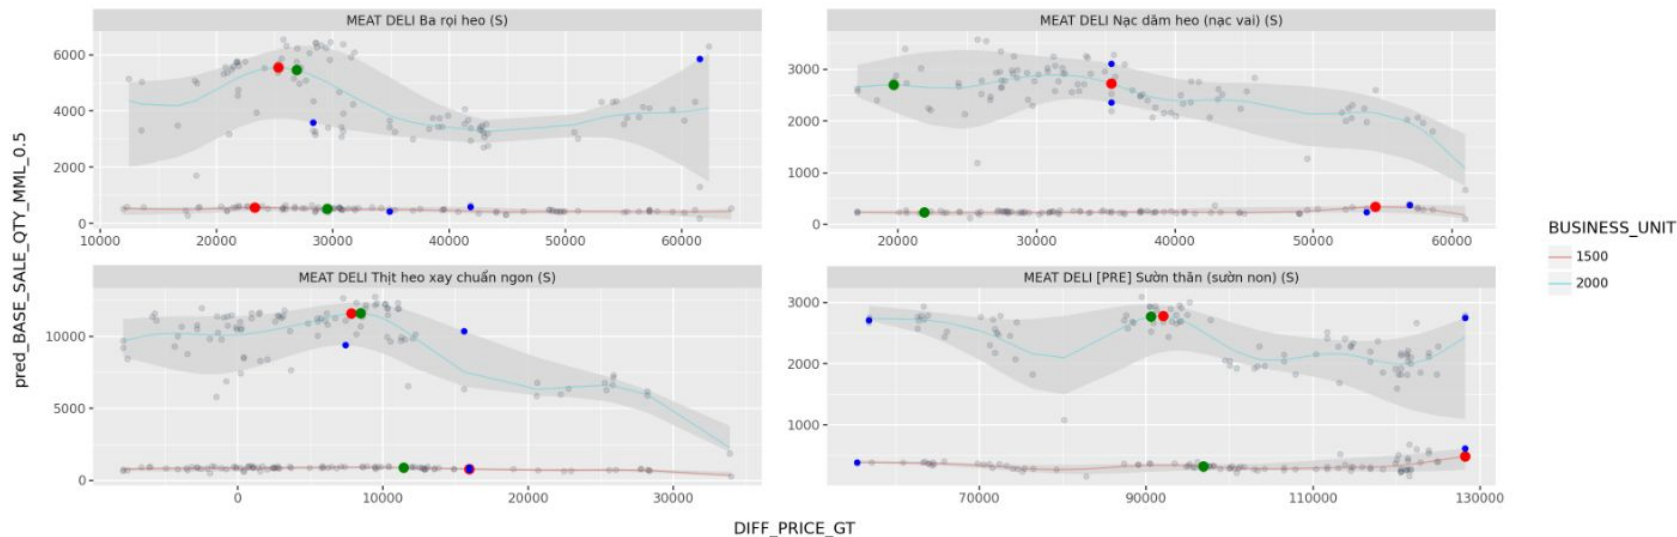 MEAT DELI Ba rọi heo (S)
MEAT DELI Nạc dăm heo (nạc vai) (S)
6000
4000
2000
0
10000 20000 30000 40000 50000 60000
3000
2000
1000
0
20000 30000 40000 50000 60000
MEAT DELI Thịt heo xay chuẩn ngon (S)
MEAT DELI [PRE] Sườn thăn (sườn non) (S)
10000
5000
0
0 10000 20000 30000
3000
2000
1000
70000 90000 110000 130000
pred_BASE_SALE_QTY_MML_0.5
DIFF_PRICE_GT
BUSINESS_UNIT
1500
2000